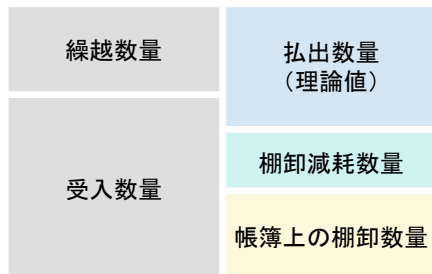 繰越数量
受入数量
払出数量
（理論値）
棚卸減耗数量
帳簿上の棚卸数量